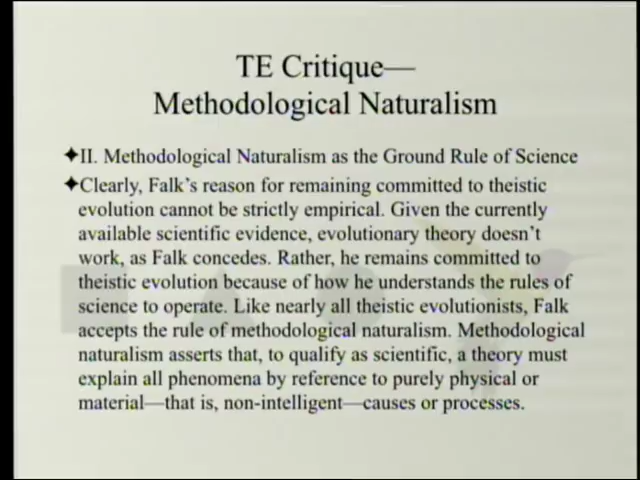 TE Critique—
Methodological Naturalism
✦II. Methodological Naturalism as the Ground Rule of Science
✦Clearly, Falk's reason for remaining committed to theistic
evolution cannot be strictly empirical. Given the currently
available scientific evidence, evolutionary theory doesn't
work, as Falk concedes. Rather, he remains committed to
theistic evolution because of how he understands the rules of
science to operate. Like nearly all theistic evolutionists, Falk
accepts the rule of methodological naturalism. Methodological
naturalism asserts that, to qualify as scientific, a theory must
explain all phenomena by reference to purely physical or
material—that is, non-intelligent—causes or processes.